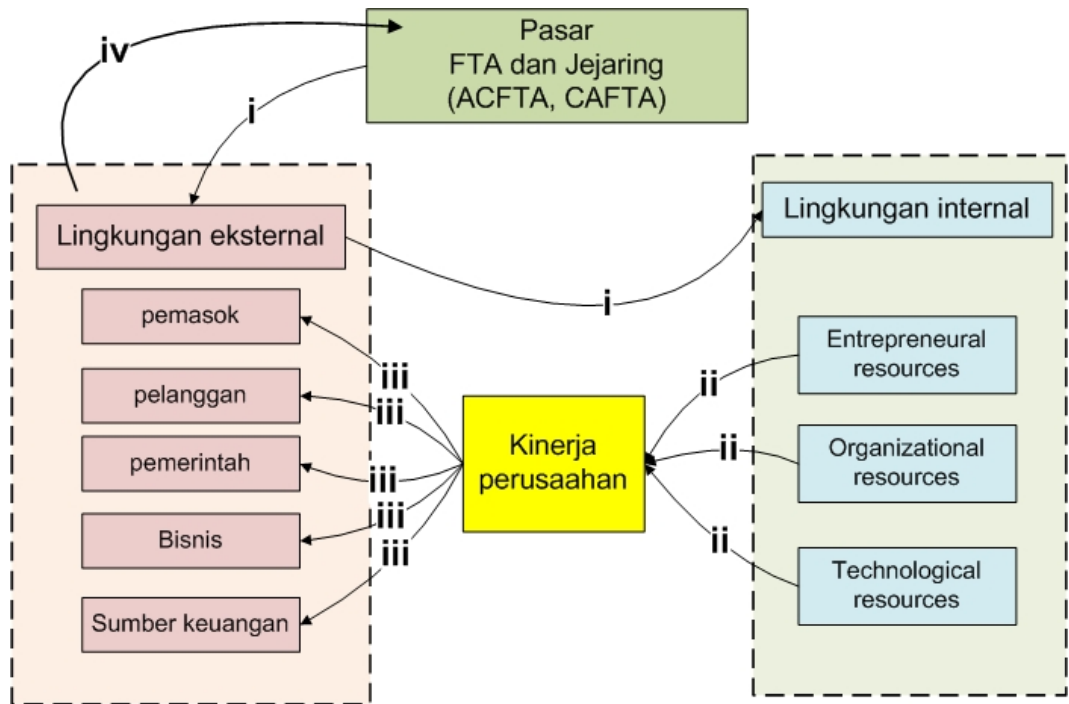 iv
Pasar
FTA dan Jejaring
(ACFTA, CAFTA)
i
Lingkungan eksternal
Lingkungan internal
i
pemasok
pelanggan
pemerintah
Bisnis
Sumber keuangan
iii
iii
iii
iii
iii
Kinerja
perusaahan
ii
ii
ii
Entrepreneural
resources
Organizational
resources
Technological
resources